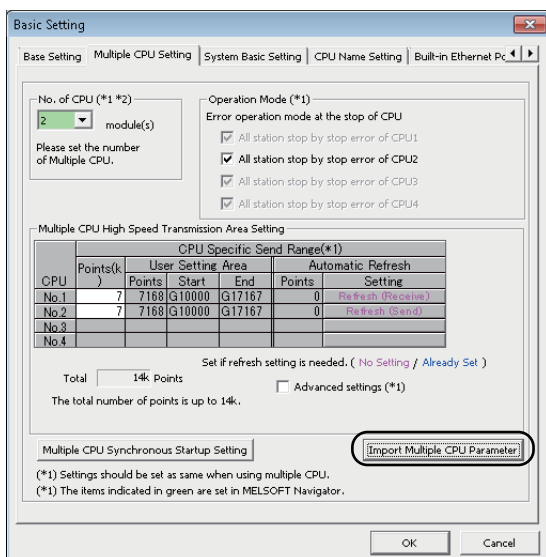 Basic Setting
Base Setting Multiple CPU Setting System Basic Setting CPU Name Setting Built-in Ethernet Po
No. of CPU (*1 *2)
2 module(s)
Please set the number
of Multiple CPU.
Operation Mode (*1)
Error operation mode at the stop of CPU
All station stop by stop error of CPU1
All station stop by stop error of CPU2
All station stop by stop error of CPU3
All station stop by stop error of CPU4
Multiple CPU High Speed Transmission Area Setting
CPU Specific Send Range(*1)
CPU Points(k) User Setting Area Automatic Refresh
Points Start End Points Setting
No.1 7 7168 G10000 G17167 0 Refresh (Receive)
No.2 7 7168 G10000 G17167 0 Refresh (Send)
No.3
No.4
Set if refresh setting is needed. ( No Setting / Already Set )
Total 14k Points
Advanced settings (*1)
The total number of points is up to 14k.
Multiple CPU Synchronous Startup Setting
Import Multiple CPU Parameter
(*1) Settings should be set as same when using multiple CPU.
(*1) The items indicated in green are set in MELSOFT Navigator.
OK Cancel